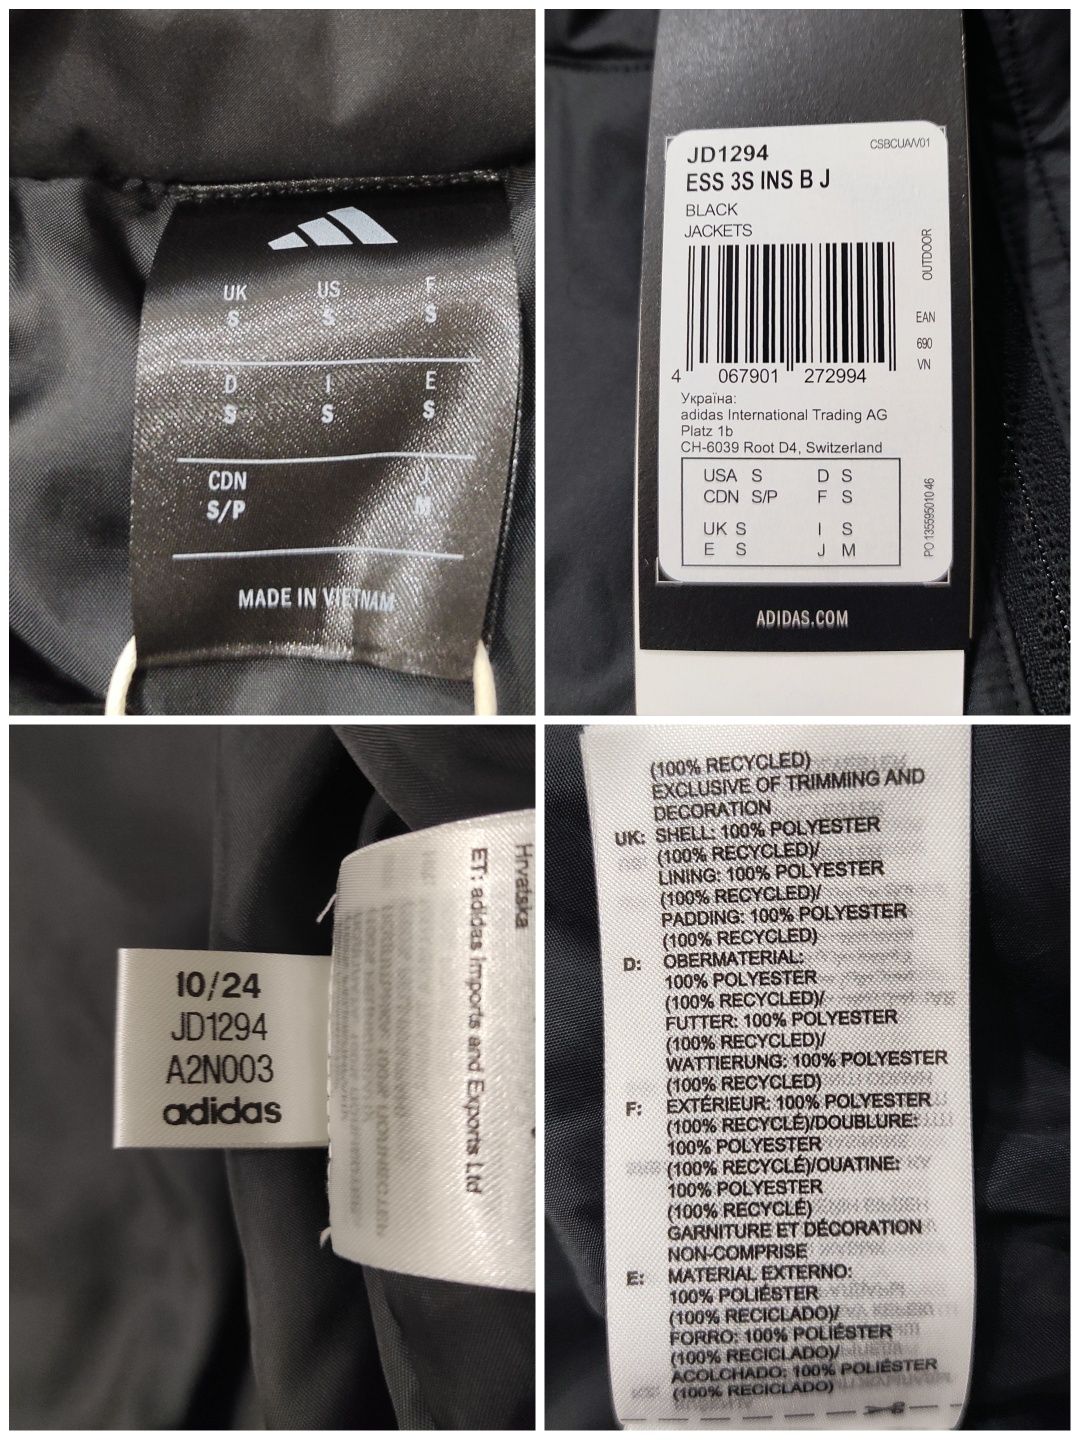 UK US F
S S S
D I E
S S S
CDN J
S/P M
MADE IN VIETNAM
JD1294
CSBCUAVV01
ESS 3S INS B J
BLACK
JACKETS
OUTDOOR
EAN
690
VN
4 067901 272994
Україна:
adidas International Trading AG
Platz 1b
CH-6039 Root D4, Switzerland
USA S D S
CDN S/P F S
UK S I S
E S J M
PO 1355950 10 46
ADIDAS.COM
10/24
JD1294
A2N003
adidas
Hrvatska
ET: adidas Imports and Exports Ltd
(100% RECYCLED)
EXCLUSIVE OF TRIMMING AND
DECORATION
UK: SHELL: 100% POLYESTER
(100% RECYCLED)/
LINING: 100% POLYESTER
(100% RECYCLED)/
PADDING: 100% POLYESTER
(100% RECYCLED)
D: OBERMATERIAL:
100% POLYESTER
(100% RECYCLED)/
FUTTER: 100% POLYESTER
(100% RECYCLED)/
WATTIERUNG: 100% POLYESTER
(100% RECYCLED)
F: EXTÉRIEUR: 100% POLYESTER
(100% RECYCLÉ)/DOUBLURE:
100% POLYESTER
(100% RECYCLÉ)/OUATINE:
100% POLYESTER
(100% RECYCLÉ)
GARNITURE ET DÉCORATION
NON-COMPRISE
E: MATERIAL EXTERNO:
100% POLIÉSTER
(100% RECICLADO)/
FORRO: 100% POLIÉSTER
(100% RECICLADO)/
ACOLCHADO: 100% POLIÉSTER
(100% RECICLADO)